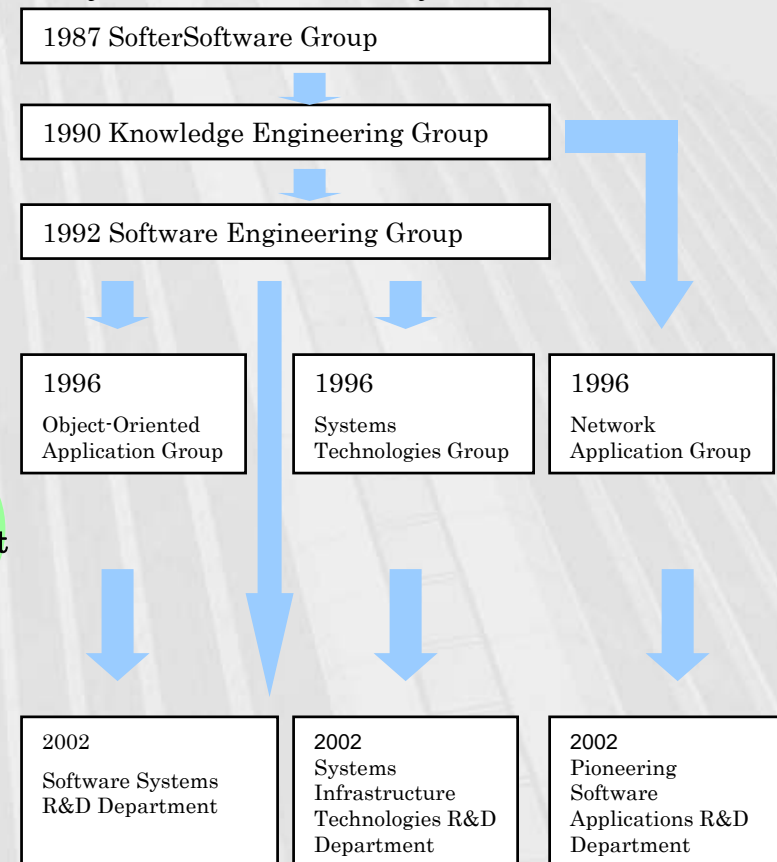 1987 SofterSoftware Group
1990 Knowledge Engineering Group
1992 Software Engineering Group
1996
Object-Oriented
Application Group
1996
Systems
Technologies Group
1996
Network
Application Group
2002
Software Systems
R&D Department
2002
Systems
Infrastructure
Technologies R&D
Department
2002
Pioneering
Software
Applications R&D
Department